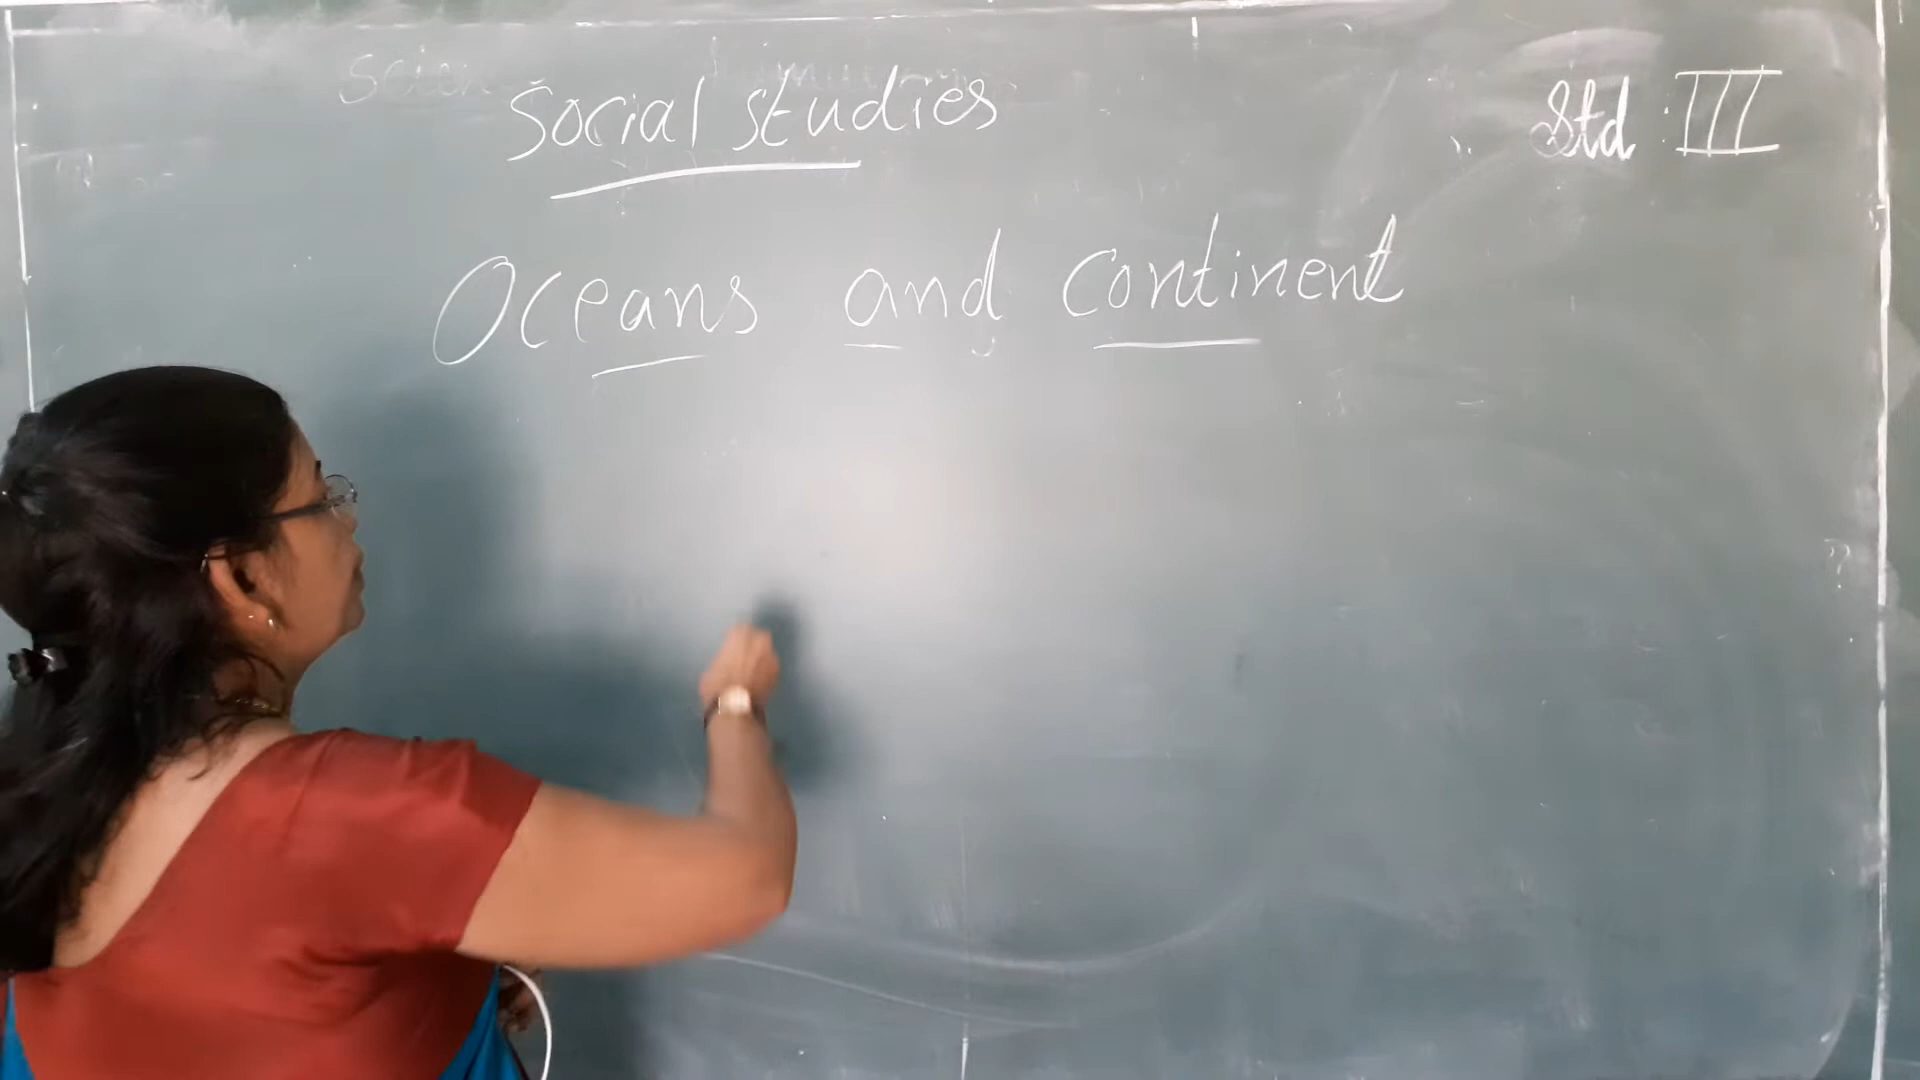 Social studies
Std : III
Oceans and continent